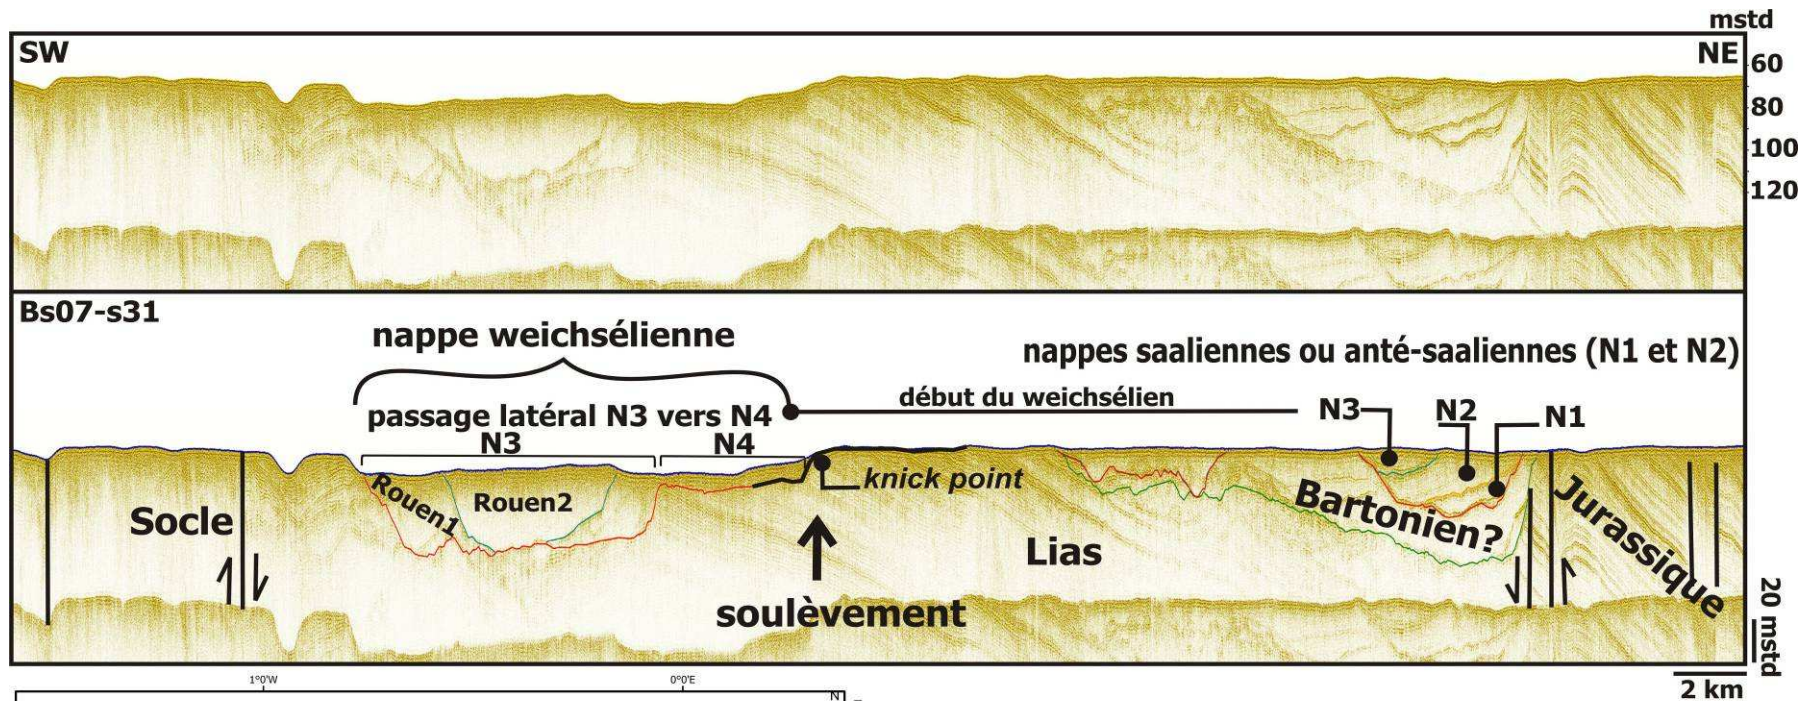 mstd
SW
NE
60
80
100
120
Bs07-s31
nappe weichsélienne
nappes saaliennes ou anté-saaliennes (N1 et N2)
début du weichsélien
passage latéral N3 vers N4
N3
N2
N1
N3
N4
knick point
Rouen1
Rouen2
Socle
Bartonien?
Jurassique
Lias
soulèvement
20 mstd
2 km
1°0'W
0°0'E
N